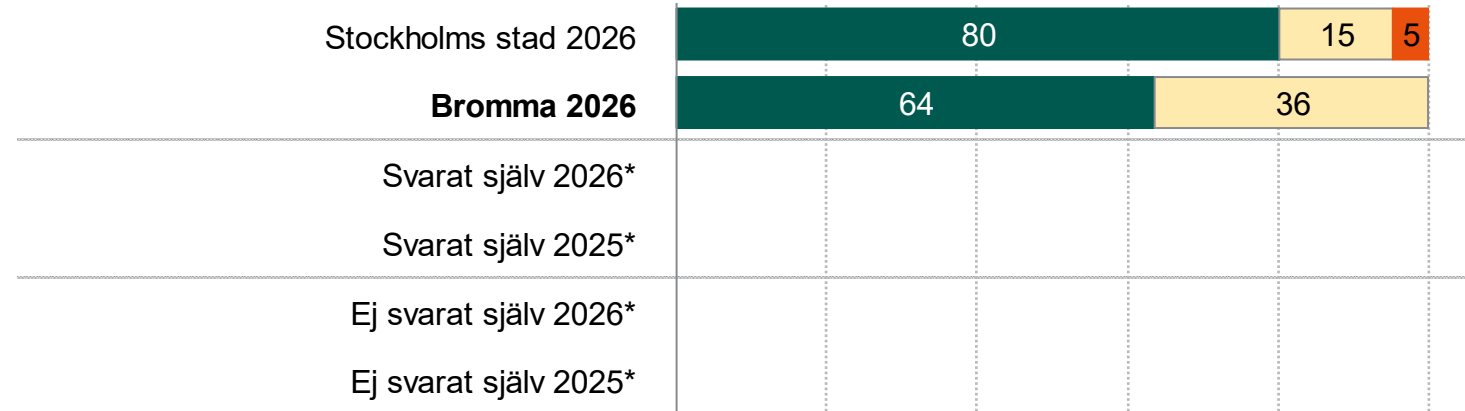 Stockholms stad 2026 80 15 5
Bromma 2026 64 36
Svarat själv 2026*
Svarat själv 2025*
Ej svarat själv 2026*
Ej svarat själv 2025*